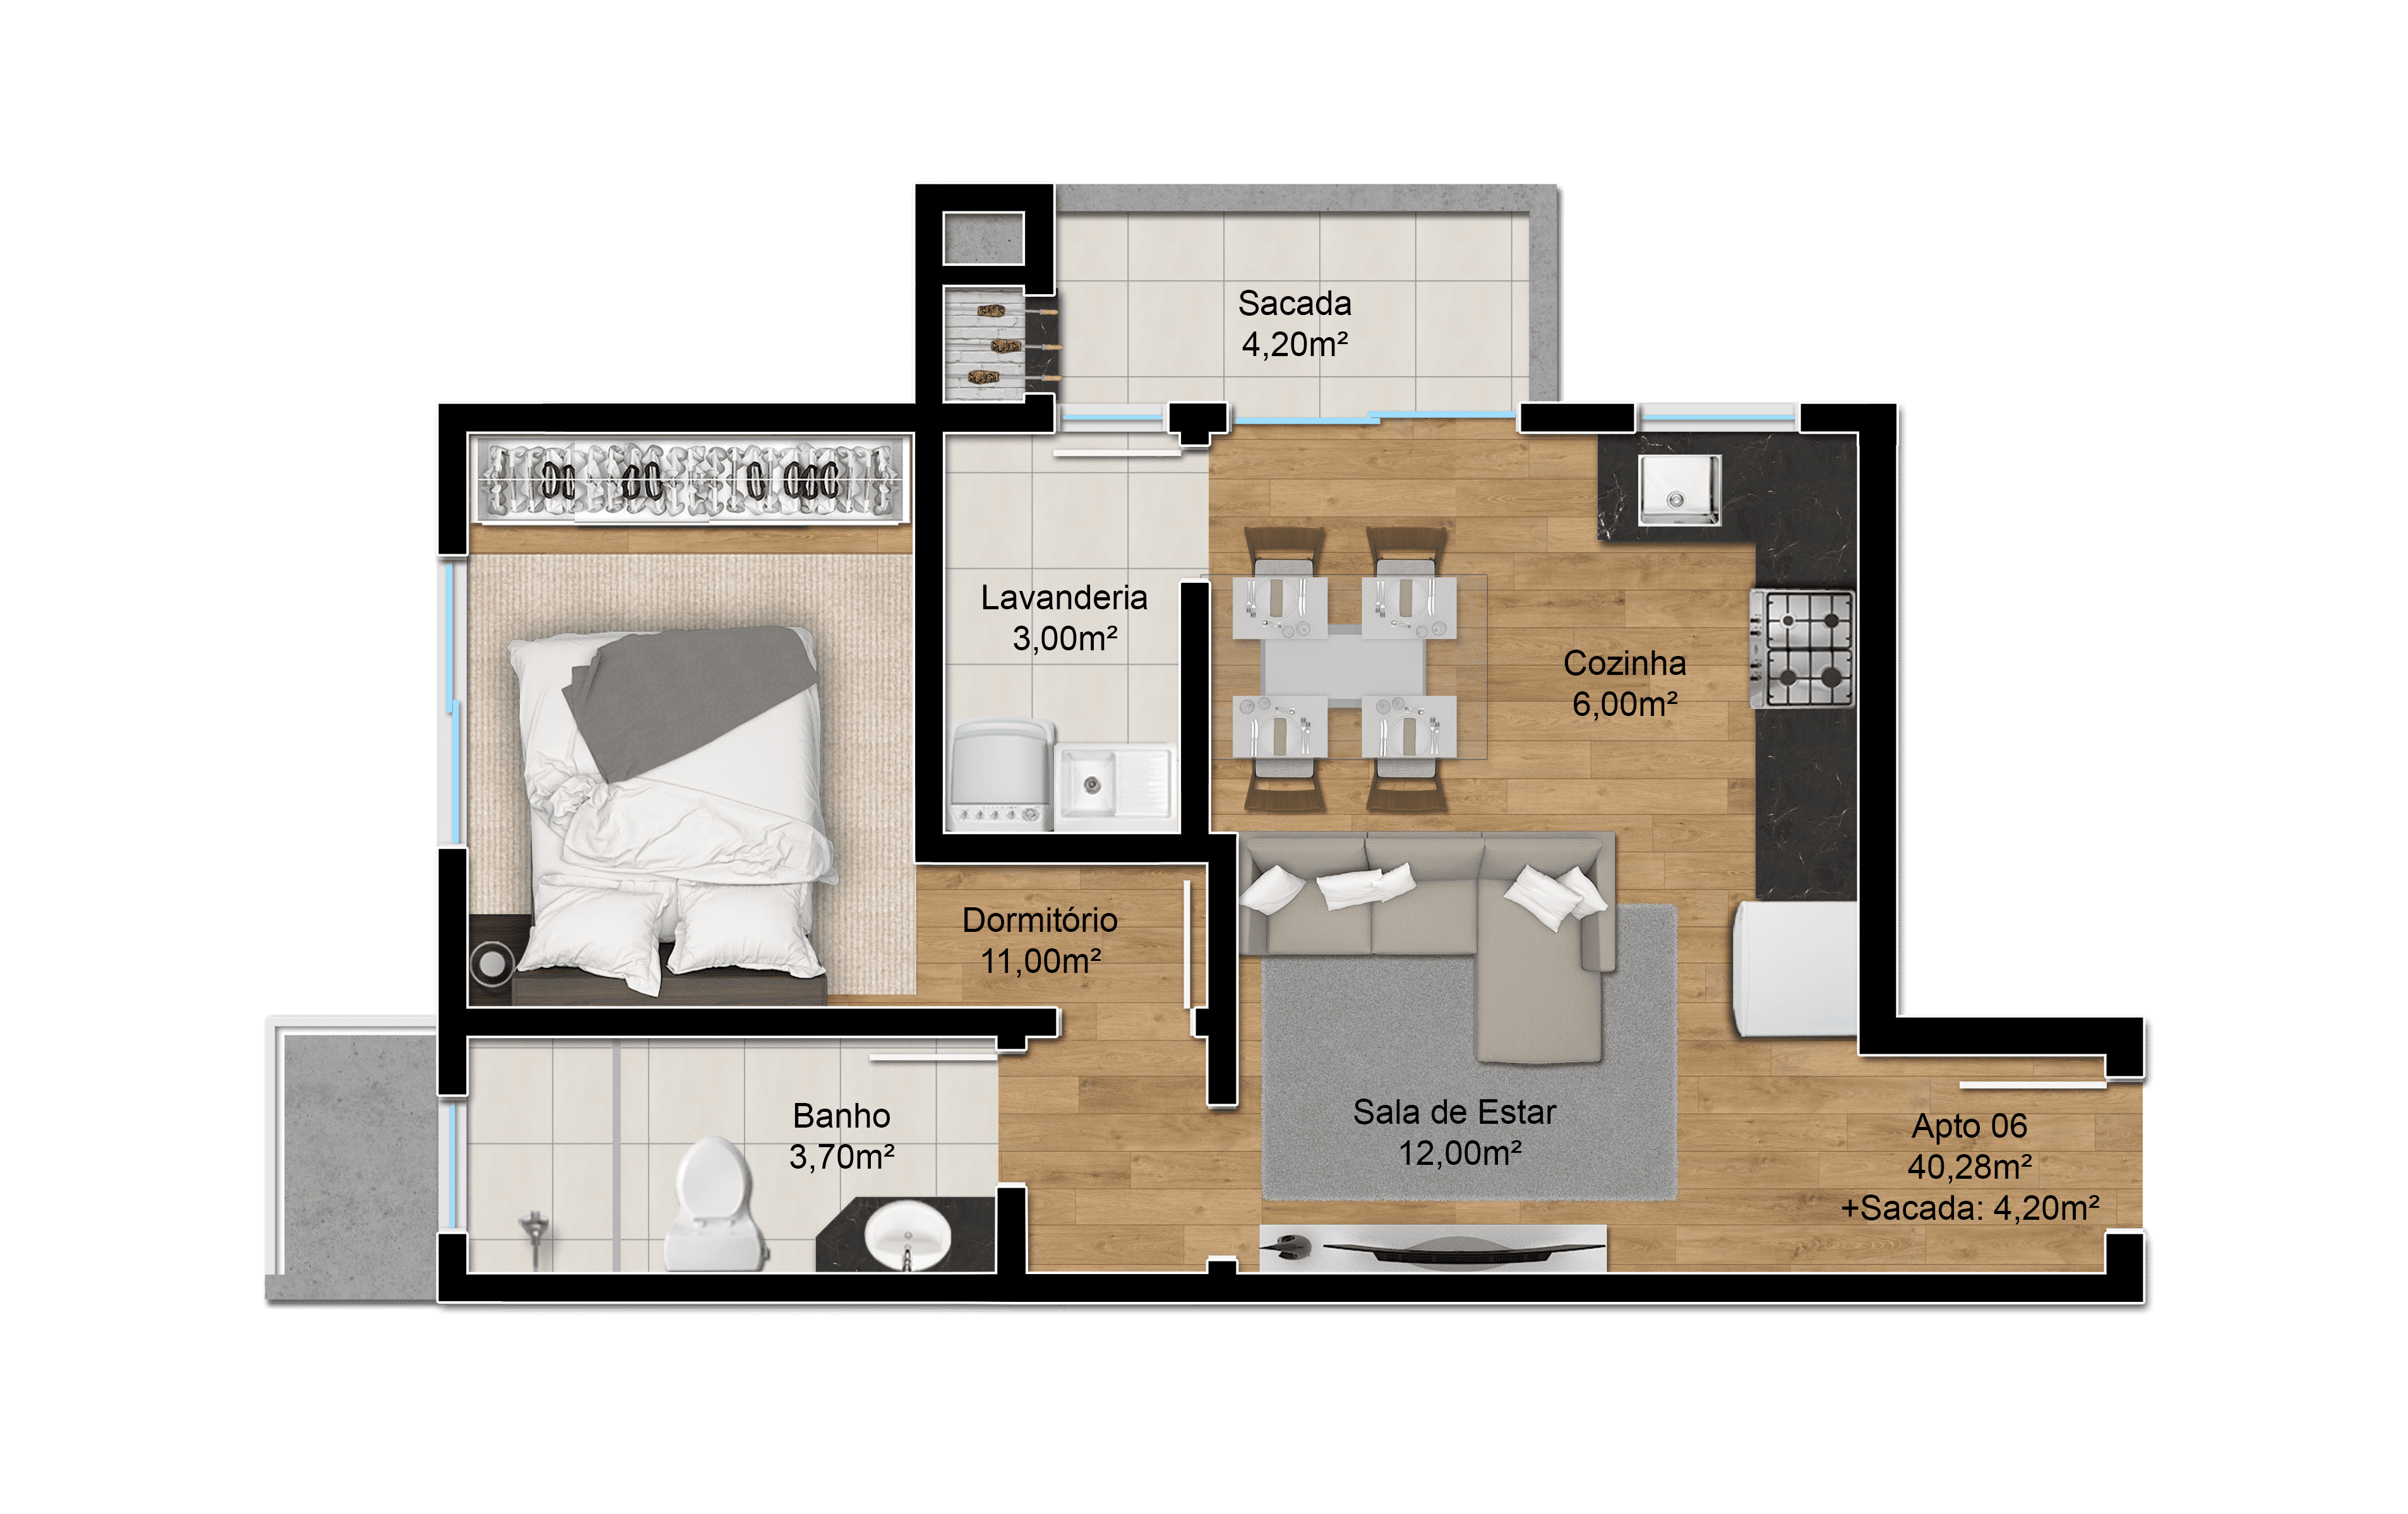 Sacada
4,20m²
Lavanderia
3,00m²
Cozinha
6,00m²
Dormitório
11,00m²
Banho
3,70m²
Sala de Estar
12,00m²
Apto 06
40,28m²
+Sacada: 4,20m²